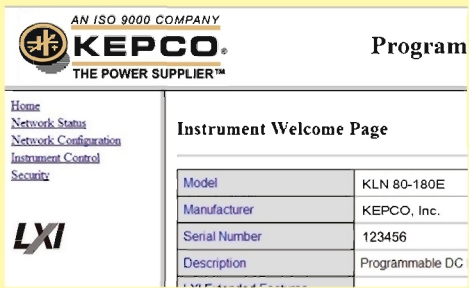 AN ISO 9000 COMPANY
KEPCO®
THE POWER SUPPLIER™
Program
Home
Network Status
Network Configuration
Instrument Control
Security
LXI
Instrument Welcome Page
Model KLN 80-180E
Manufacturer KEPCO, Inc.
Serial Number 123456
Description Programmable DC